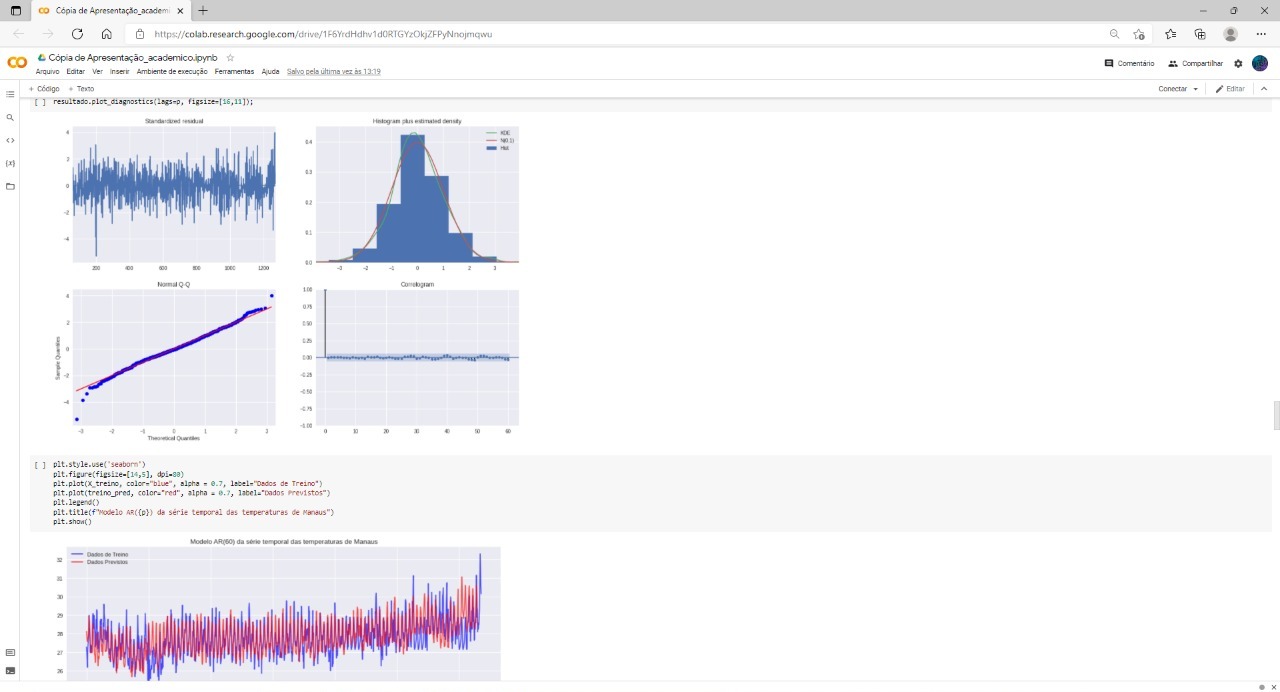 Cópia de Apresentação_academi
https://colab.research.google.com/drive/1F6YrdHdhv1d0RTGYzOkjZFPyNnojmqwu
Cópia de Apresentação_academico.ipynb
Arquivo Editar Ver Inserir Ambiente de execução Ferramentas Ajuda Salvo pela última vez às 13:19
Comentário Compartilhar
+ Código + Texto
Conectar Editar
[ ] resultado.plot_diagnostics(lags=p, figsize=[16,11]);
Standardized residual
4
2
0
-2
-4
200 400 600 800 1000 1200
Histogram plus estimated density
KDE
N(0,1)
Hist
0.4
0.3
0.2
0.1
0.0
-3 -2 -1 0 1 2 3
Normal Q-Q
Sample Quantiles
4
2
0
-2
-4
-3 -2 -1 0 1 2 3
Theoretical Quantiles
Correlogram
1.00
0.75
0.50
0.25
0.00
-0.25
-0.50
-0.75
-1.00
0 10 20 30 40 50 60
[ ] plt.style.use('seaborn')
plt.figure(figsize=[14,5], dpi=80)
plt.plot(X_treino, color="blue", alpha = 0.7, label="Dados de Treino")
plt.plot(treino_pred, color="red", alpha = 0.7, label="Dados Previstos")
plt.legend()
plt.title(f"Modelo AR({p}) da série temporal das temperaturas de Manaus")
plt.show()
Modelo AR(60) da série temporal das temperaturas de Manaus
Dados de Treino
Dados Previstos
32
31
30
29
28
27
26